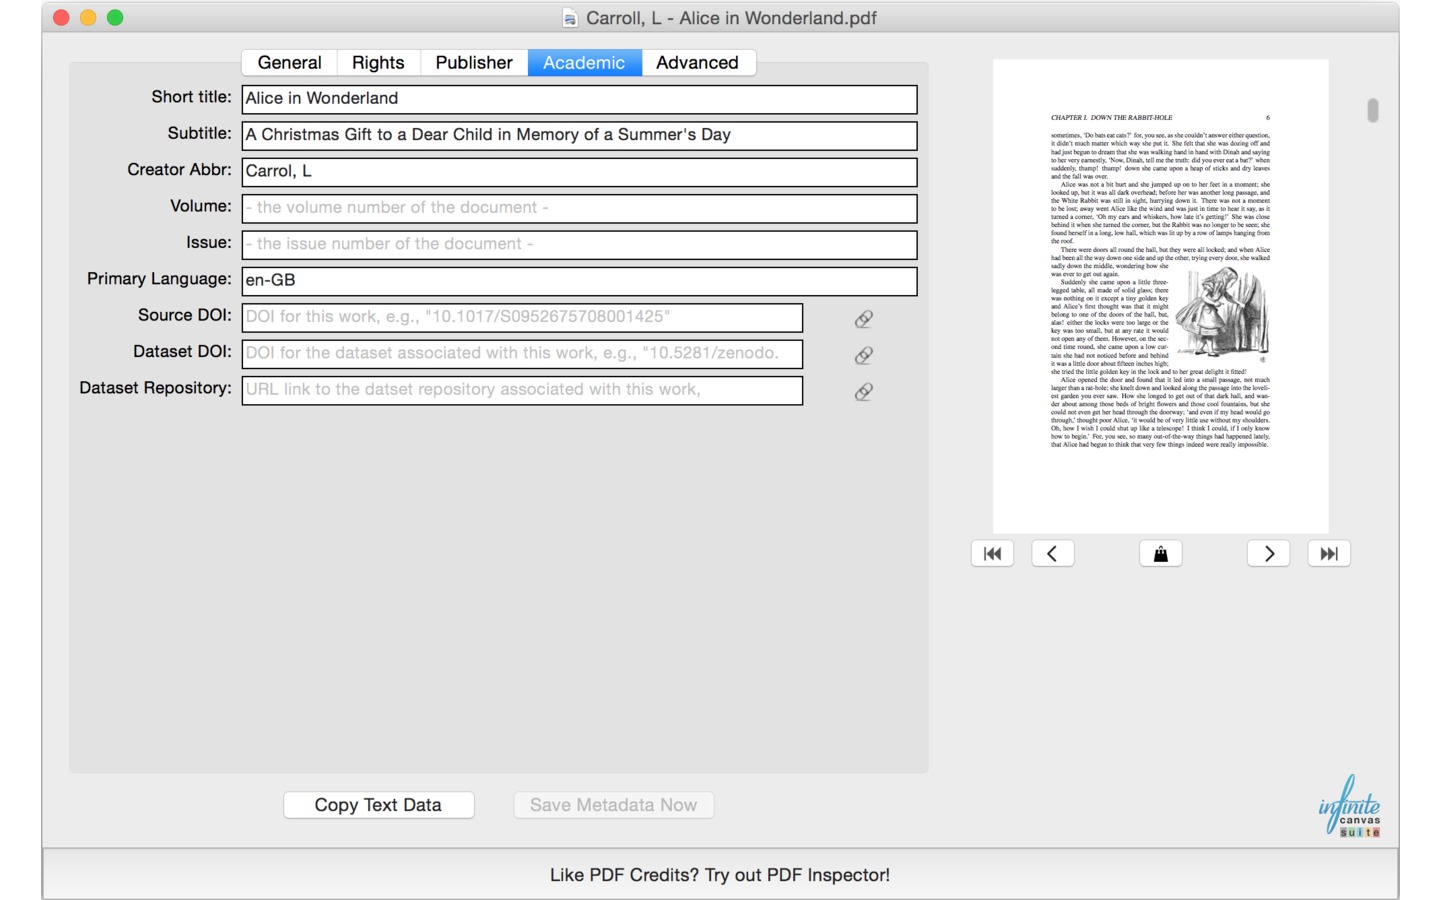 Carroll, L - Alice in Wonderland.pdf
General Rights Publisher Academic Advanced
Short title: Alice in Wonderland
Subtitle: A Christmas Gift to a Dear Child in Memory of a Summer's Day
Creator Abbr: Carrol, L
Volume: - the volume number of the document -
Issue: - the issue number of the document -
Primary Language: en-GB
Source DOI: DOI for this work, e.g., "10.1017/S0952675708001425"
Dataset DOI: DOI for the dataset associated with this work, e.g., "10.5281/zenodo.
Dataset Repository: URL link to the datset repository associated with this work,
Copy Text Data Save Metadata Now
CHAPTER I. DOWN THE RABBIT-HOLE 6
sometimes, 'Do bats eat cats?' for, you see, as she couldn't answer either question,
it didn't much matter which way she put it. She felt that she was dozing off and
had just begun to dream that she was walking hand in hand with Dinah and saying
to her very earnestly, 'Now, Dinah, tell me the truth: did you ever eat a bat?' when
suddenly, thump! thump! down she came upon a heap of sticks and dry leaves
and the fall was over.
Alice was not a bit hurt and she jumped up on to her feet in a moment; she
looked up, but it was all dark overhead; before her was another long passage, and
the White Rabbit was still in sight, hurrying down it. There was not a moment
to be lost; away went Alice like the wind and was just in time to hear it say, as it
turned a corner, 'Oh my ears and whiskers, how late it's getting!' She was close
behind it when she turned the corner, but the Rabbit was no longer to be seen; she
found herself in a long, low hall, which was lit up by a row of lamps hanging from
the roof.
There were doors all round the hall, but they were all locked; and when Alice
had been all the way down one side and up the other, trying every door, she walked
sadly down the middle, wondering how she
was ever to get out again.
Suddenly she came upon a little three-
legged table, all made of solid glass; there
was nothing on it except a tiny golden key
and Alice's first thought was that it might
belong to one of the doors of the hall, but,
alas! either the locks were too large or the
key was too small, but at any rate it would
not open any of them. However, on the sec-
ond time round, she came upon a low cur-
tain she had not noticed before and behind
it was a little door about fifteen inches high;
she tried the little golden key in the lock and to her great delight it fitted!
Alice opened the door and found that it led into a small passage, not much
larger than a rat-hole; she knelt down and looked along the passage into the loveli-
est garden you ever saw. How she longed to get out of that dark hall, and wan-
der about among those beds of bright flowers and those cool fountains, but she
could not even get her head through the doorway; 'and even if my head would go
through,' thought poor Alice, 'it would be of very little use without my shoulders.
Oh, how I wish I could shut up like a telescope! I think I could, if I only know
how to begin.' For, you see, so many out-of-the-way things had happened lately,
that Alice had begun to think that very few things indeed were really impossible.
infinite
canvas
suite
Like PDF Credits? Try out PDF Inspector!